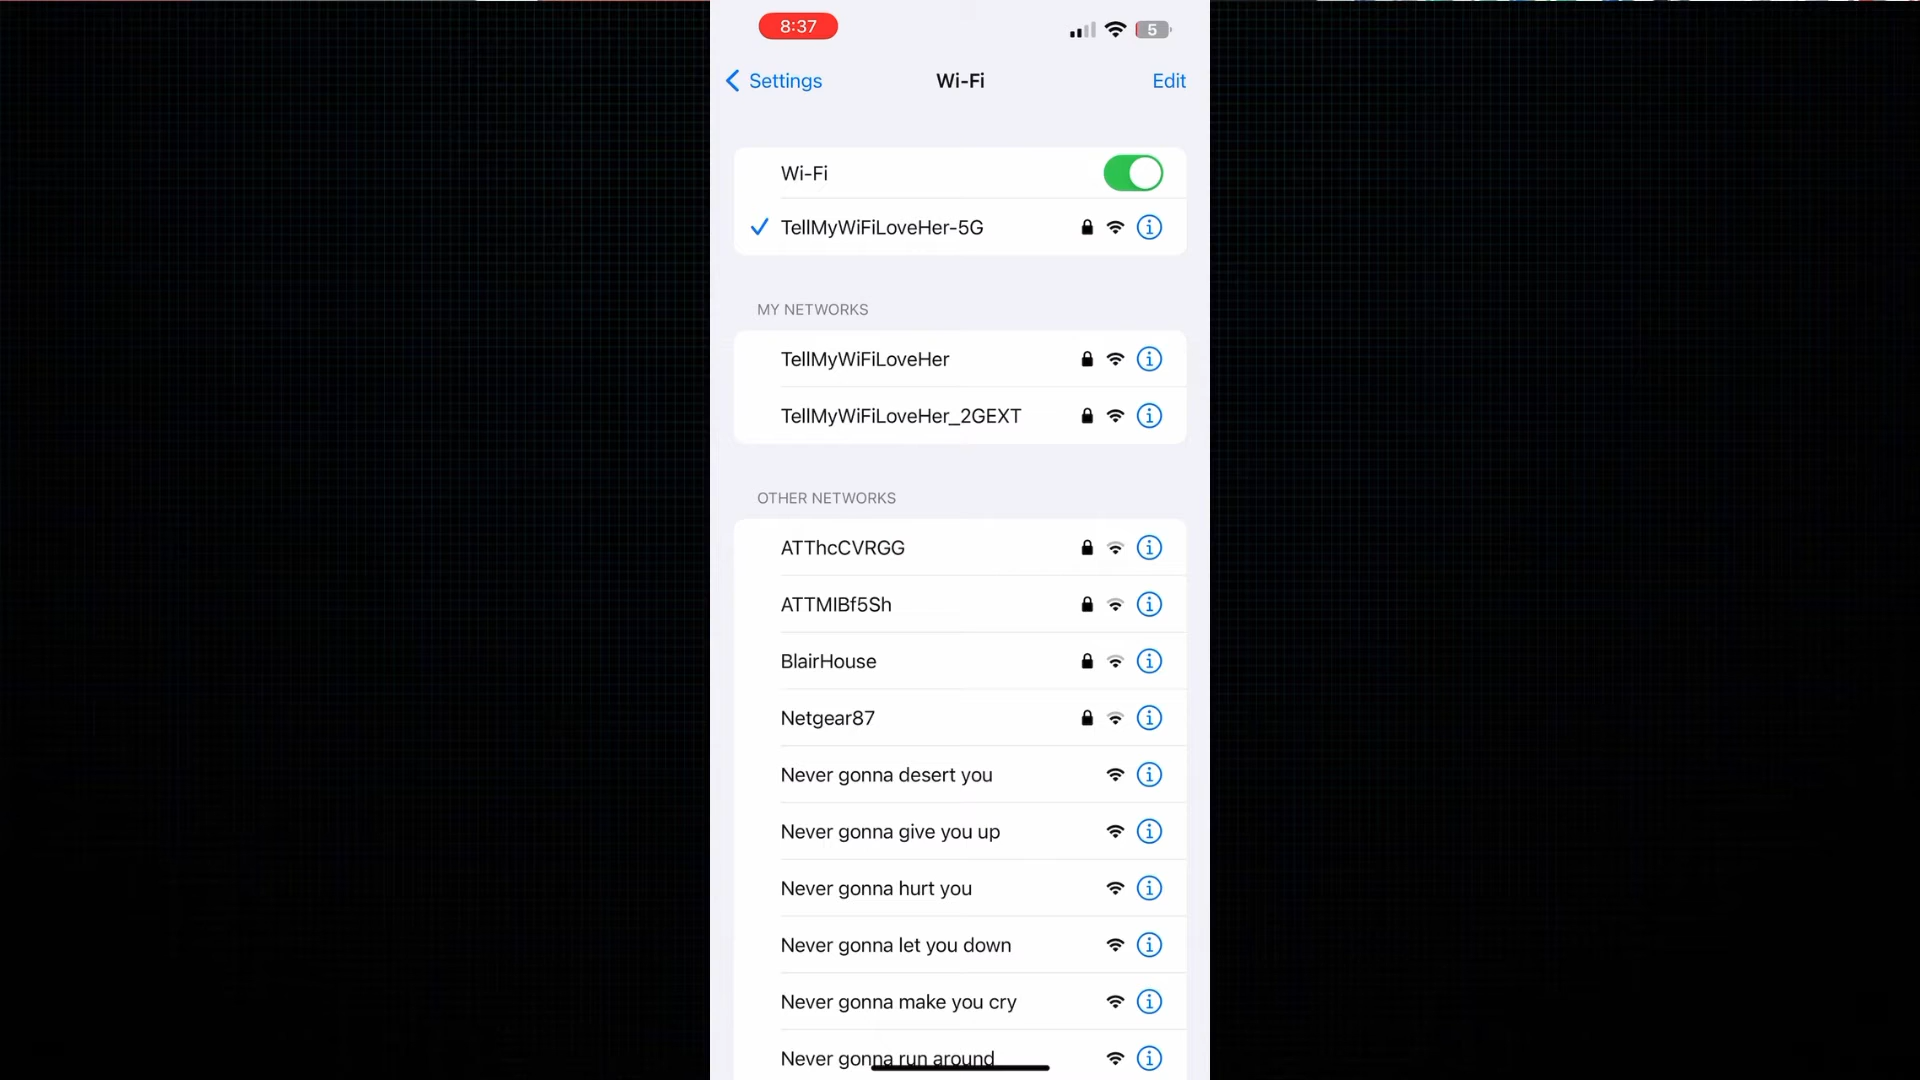 8:37
5
Settings
Wi-Fi
Edit
Wi-Fi
TellMyWiFiLoveHer-5G
MY NETWORKS
TellMyWiFiLoveHer
TellMyWiFiLoveHer_2GEXT
OTHER NETWORKS
ATThcCVRGG
ATTMIBf5Sh
BlairHouse
Netgear87
Never gonna desert you
Never gonna give you up
Never gonna hurt you
Never gonna let you down
Never gonna make you cry
Never gonna run around